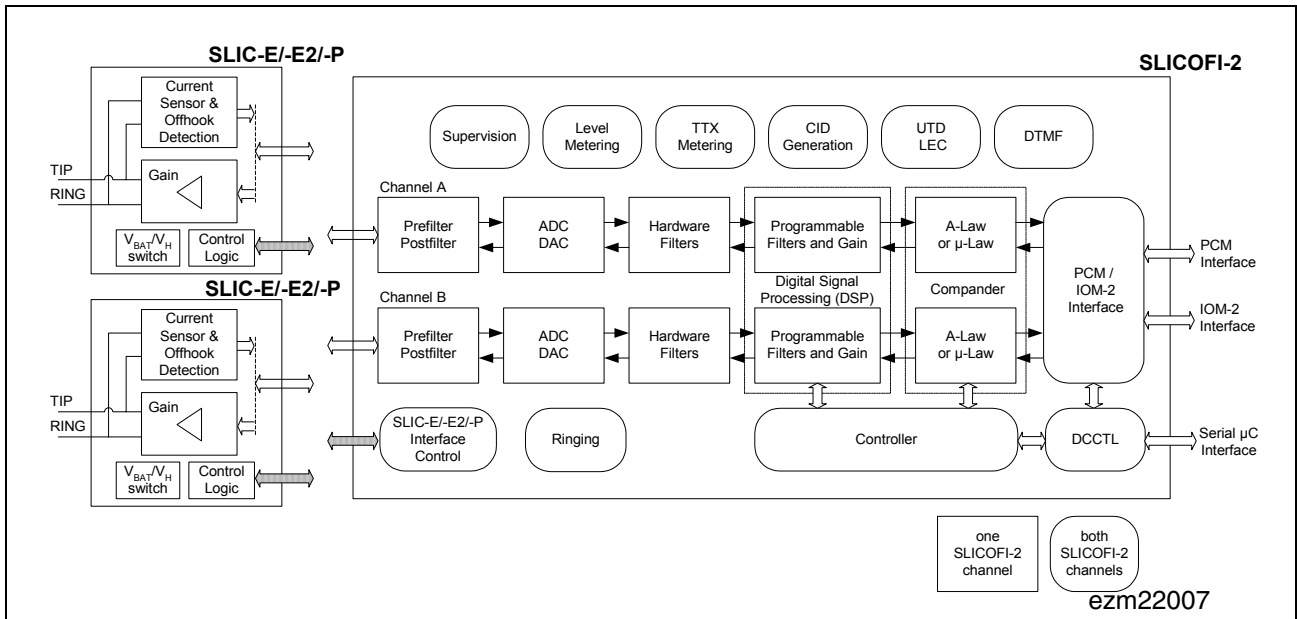 SLIC-E/-E2/-P
SLICOFI-2
Current
Sensor &
Offhook
Detection
TIP
RING
Gain
VBAT/VH
switch
Control
Logic
SLIC-E/-E2/-P
Current
Sensor &
Offhook
Detection
TIP
RING
Gain
VBAT/VH
switch
Control
Logic
Supervision
Level
Metering
TTX
Metering
CID
Generation
UTD
LEC
DTMF
Channel A
Prefilter
Postfilter
ADC
DAC
Hardware
Filters
Programmable
Filters and Gain
A-Law
or µ-Law
Digital Signal
Processing (DSP)
Compander
PCM /
IOM-2
Interface
PCM
Interface
IOM-2
Interface
Channel B
Prefilter
Postfilter
ADC
DAC
Hardware
Filters
Programmable
Filters and Gain
A-Law
or µ-Law
SLIC-E/-E2/-P
Interface
Control
Ringing
Controller
DCCTL
Serial µC
Interface
one
SLICOFI-2
channel
both
SLICOFI-2
channels
ezm22007